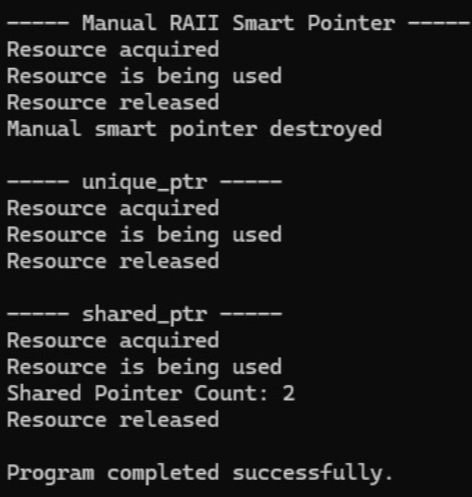 ----- Manual RAII Smart Pointer -----
Resource acquired
Resource is being used
Resource released
Manual smart pointer destroyed
----- unique_ptr -----
Resource acquired
Resource is being used
Resource released
----- shared_ptr -----
Resource acquired
Resource is being used
Shared Pointer Count: 2
Resource released
Program completed successfully.